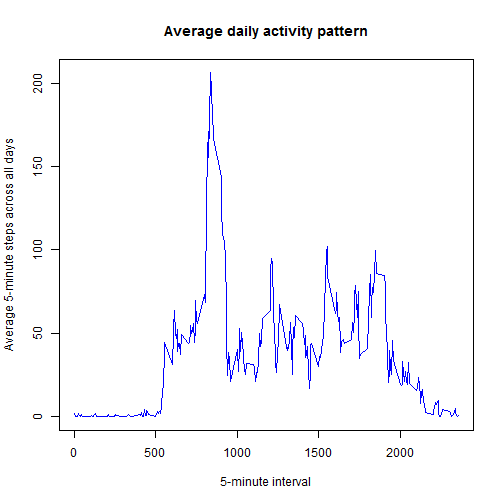 Average daily activity pattern
Average 5-minute steps across all days
200
150
100
50
0
0 500 1000 1500 2000
5-minute interval